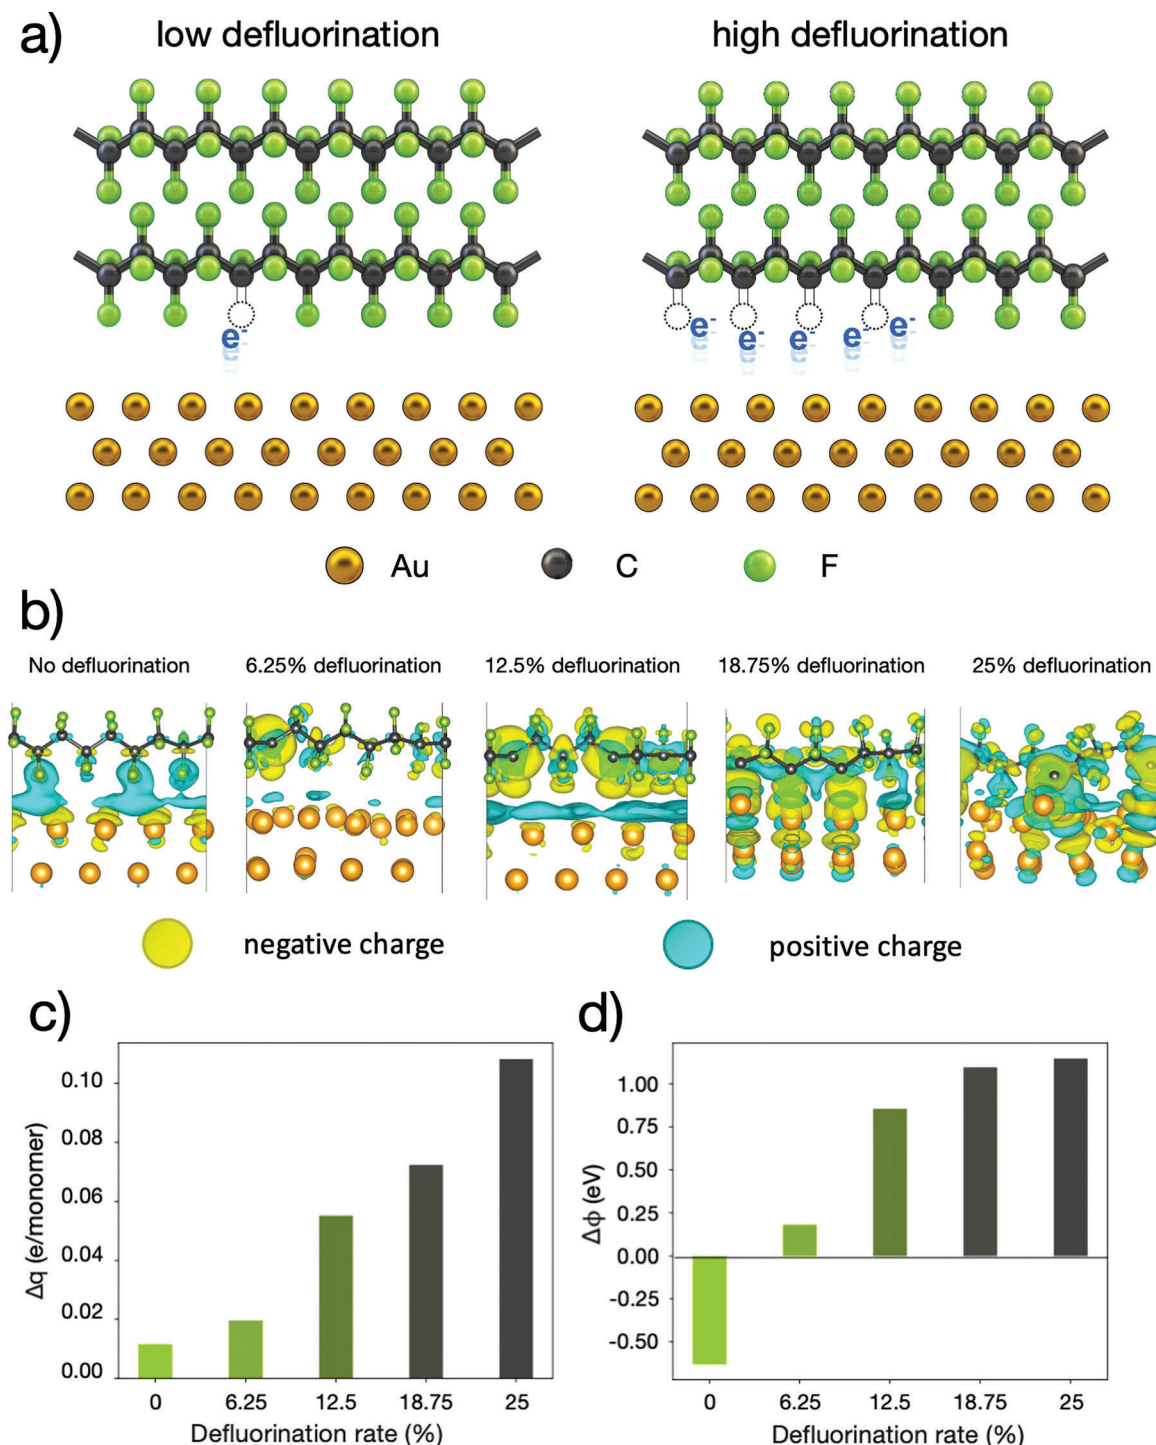 a)
low defluorination
high defluorination
e-
e-
e-
e-
e-
e-
Au
C
F
b)
No defluorination
6.25% defluorination
12.5% defluorination
18.75% defluorination
25% defluorination
negative charge
positive charge
c)
Δq (e/monomer)
0.10
0.08
0.06
0.04
0.02
0.00
0
6.25
12.5
18.75
25
Defluorination rate (%)
d)
Δϕ (eV)
1.00
0.75
0.50
0.25
0.00
-0.25
-0.50
0
6.25
12.5
18.75
25
Defluorination rate (%)